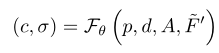 (c, σ) = ℱ_θ (p, d, A, F̃′)